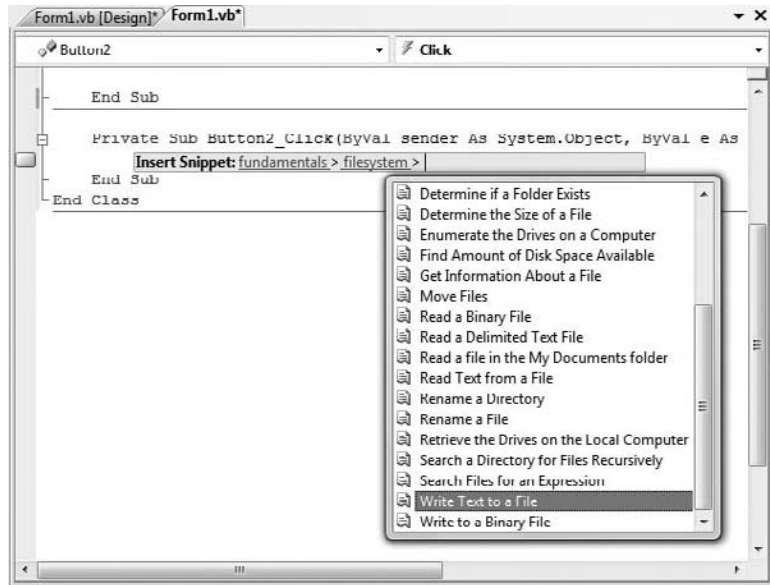 Form1.vb [Design]* Form1.vb*
Button2 Click
End Sub
Private Sub Button2_Click(ByVal sender As System.Object, ByVal e As
Insert Snippet: fundamentals > filesystem >
End Sub
End Class
Determine if a Folder Exists
Determine the Size of a File
Enumerate the Drives on a Computer
Find Amount of Disk Space Available
Get Information About a File
Move Files
Read a Binary File
Read a Delimited Text File
Read a file in the My Documents folder
Read Text from a File
Rename a Directory
Rename a File
Retrieve the Drives on the Local Computer
Search a Directory for Files Recursively
Search Files for an Expression
Write Text to a File
Write to a Binary File